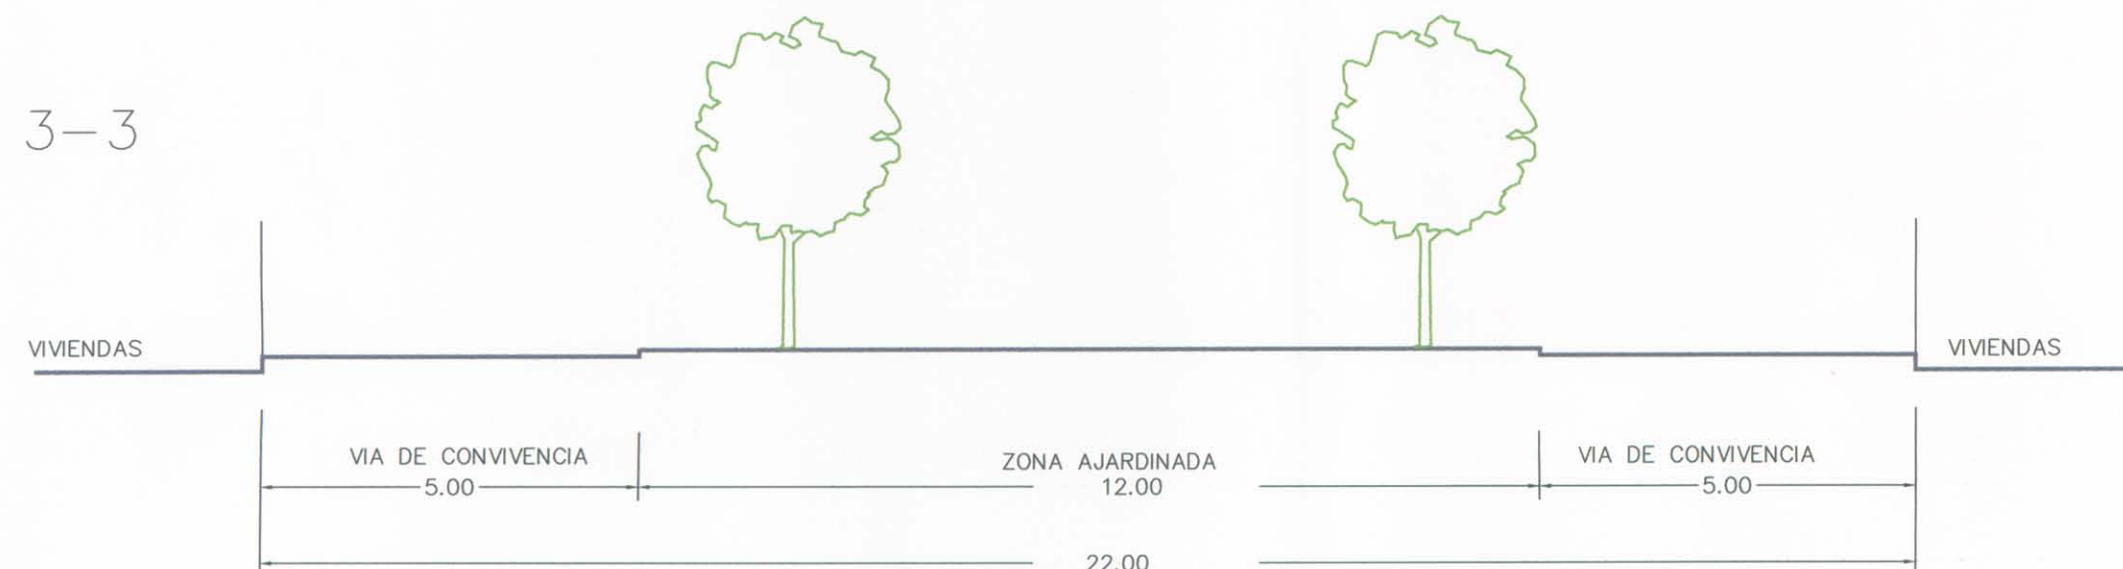 3-3
VIVIENDAS
VIVIENDAS
VIA DE CONVIVENCIA
5.00
ZONA AJARDINADA
12.00
VIA DE CONVIVENCIA
5.00
22.00